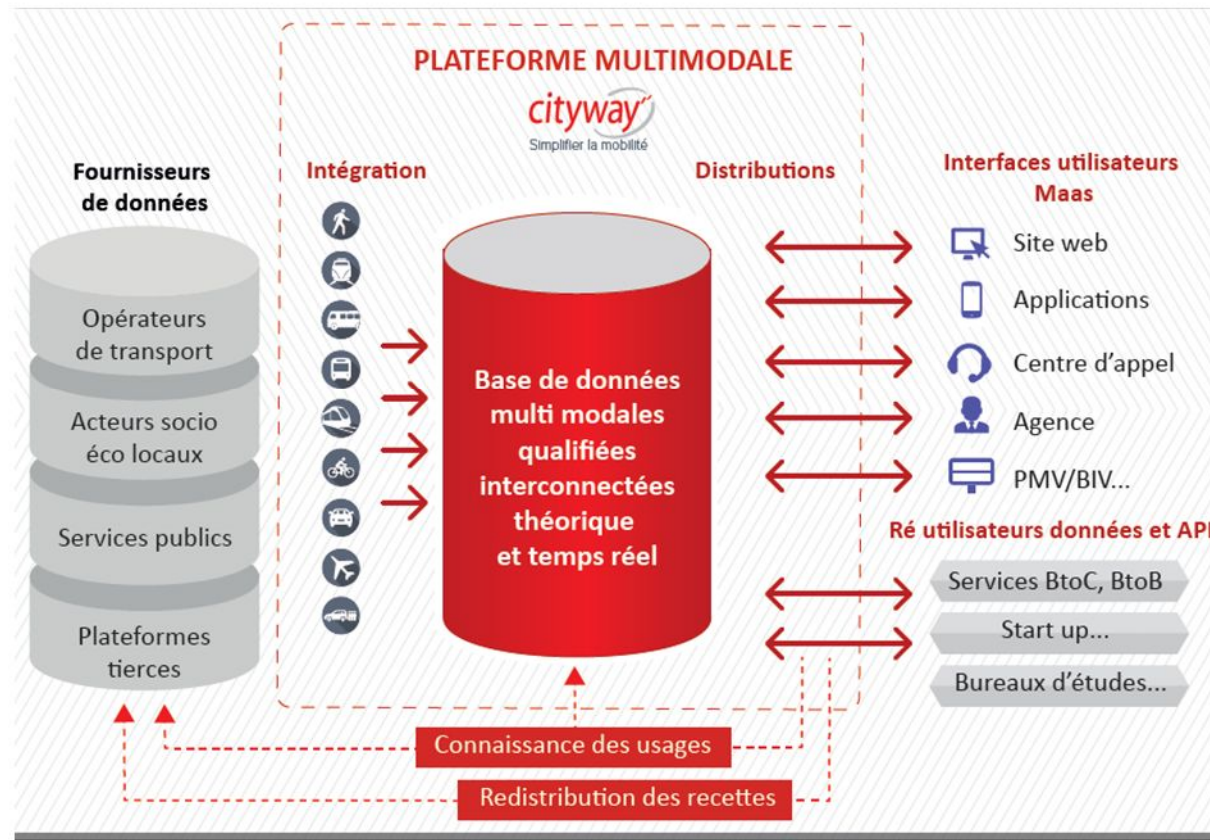 PLATEFORME MULTIMODALE
cityway
Simplifier la mobilité
Fournisseurs
de données
Opérateurs
de transport
Acteurs socio
éco locaux
Services publics
Plateformes
tierces
Intégration
Base de données
multi modales
qualifiées
interconnectées
théorique
et temps réel
Distributions
Interfaces utilisateurs
Maas
Site web
Applications
Centre d'appel
Agence
PMV/BIV...
Ré utilisateurs données et API
Services BtoC, BtoB
Start up...
Bureaux d'études...
Connaissance des usages
Redistribution des recettes